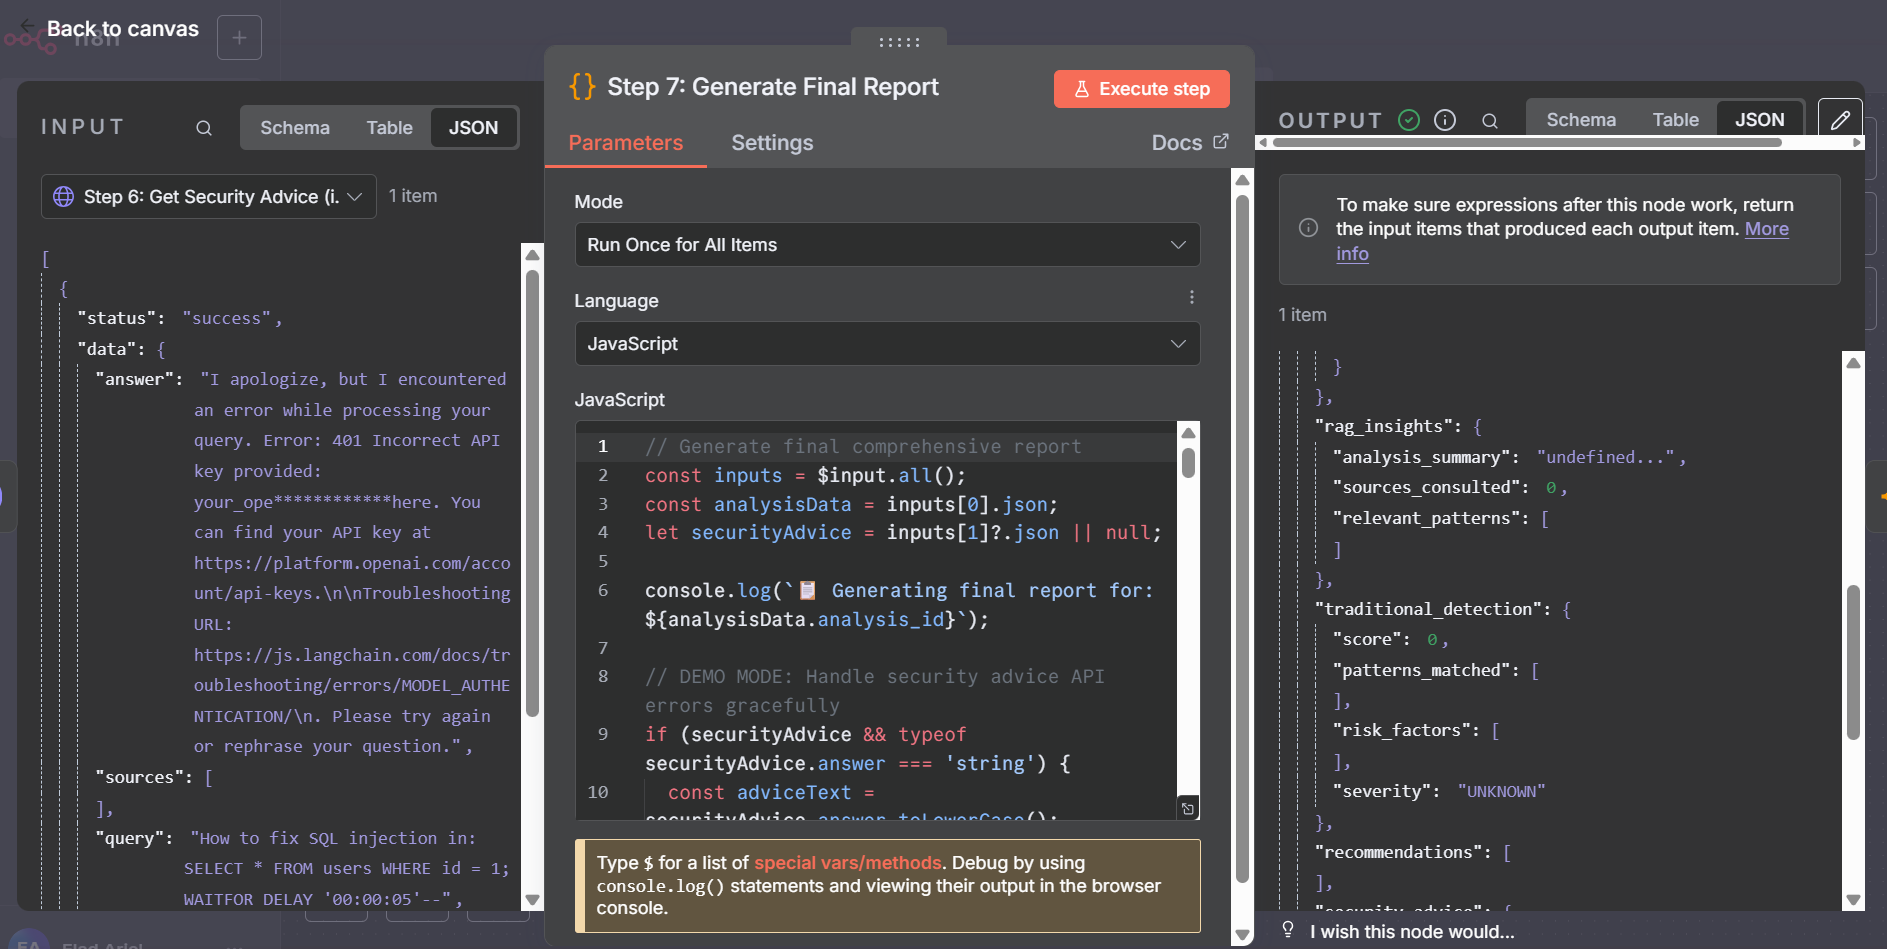 Back to canvas
n8n
+
INPUT
Schema
Table
JSON
Step 6: Get Security Advice (i.
1 item
[
{
"status": "success",
"data": {
"answer": "I apologize, but I encountered
an error while processing your
query. Error: 401 Incorrect API
key provided:
your_ope************here. You
can find your API key at
https://platform.openai.com/acco
unt/api-keys.\n\nTroubleshooting
URL:
https://js.langchain.com/docs/tr
oubleshooting/errors/MODEL_AUTHE
NTICATION/\n. Please try again
or rephrase your question.",
"sources": [
],
"query": "How to fix SQL injection in:
SELECT * FROM users WHERE id = 1;
WAITFOR DELAY '00:00:05'--",
EA
Elad Ariel
{} Step 7: Generate Final Report
Execute step
Parameters
Settings
Docs
Mode
Run Once for All Items
Language
JavaScript
JavaScript
1 // Generate final comprehensive report
2 const inputs = $input.all();
3 const analysisData = inputs[0].json;
4 let securityAdvice = inputs[1]?.json || null;
5
6 console.log(`📋 Generating final report for:
${analysisData.analysis_id}`);
7
8 // DEMO MODE: Handle security advice API
errors gracefully
9 if (securityAdvice && typeof
securityAdvice.answer === 'string') {
10 const adviceText =
securityAdvice.answer.toLowerCase();
Type $ for a list of special vars/methods. Debug by using
console.log() statements and viewing their output in the browser
console.
OUTPUT
Schema
Table
JSON
To make sure expressions after this node work, return
the input items that produced each output item. More
info
1 item
}
},
"rag_insights": {
"analysis_summary": "undefined...",
"sources_consulted": 0,
"relevant_patterns": [
]
},
"traditional_detection": {
"score": 0,
"patterns_matched": [
],
"risk_factors": [
],
"severity": "UNKNOWN"
},
"recommendations": [
],
"security_advice": {
I wish this node would...